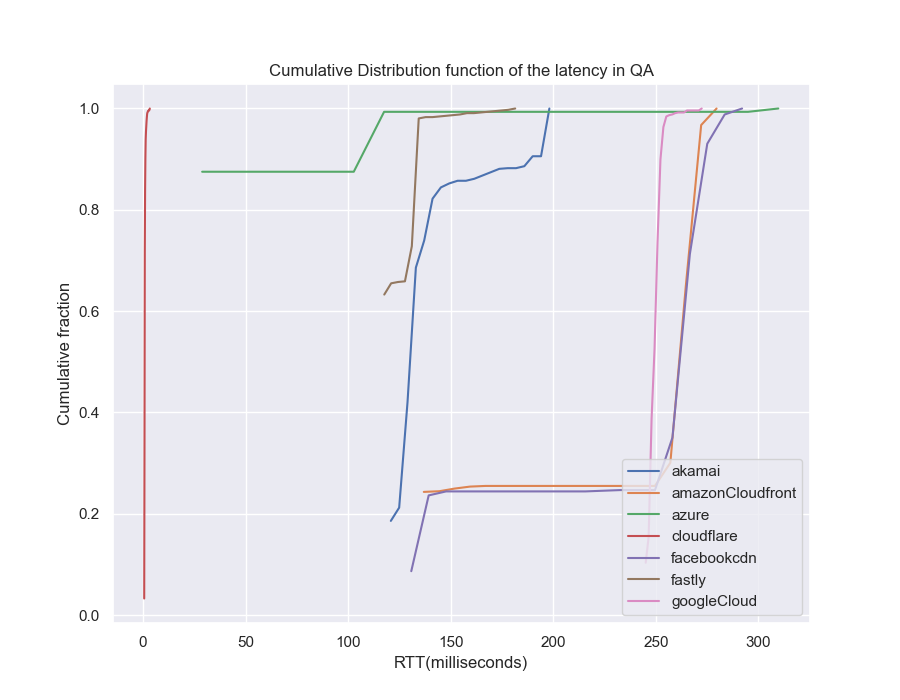 Cumulative Distribution function of the latency in QA
1.0
0.8
0.6
0.4
0.2
0.0
Cumulative fraction
0 50 100 150 200 250 300
RTT(milliseconds)
akamai
amazonCloudfront
azure
cloudflare
facebookcdn
fastly
googleCloud